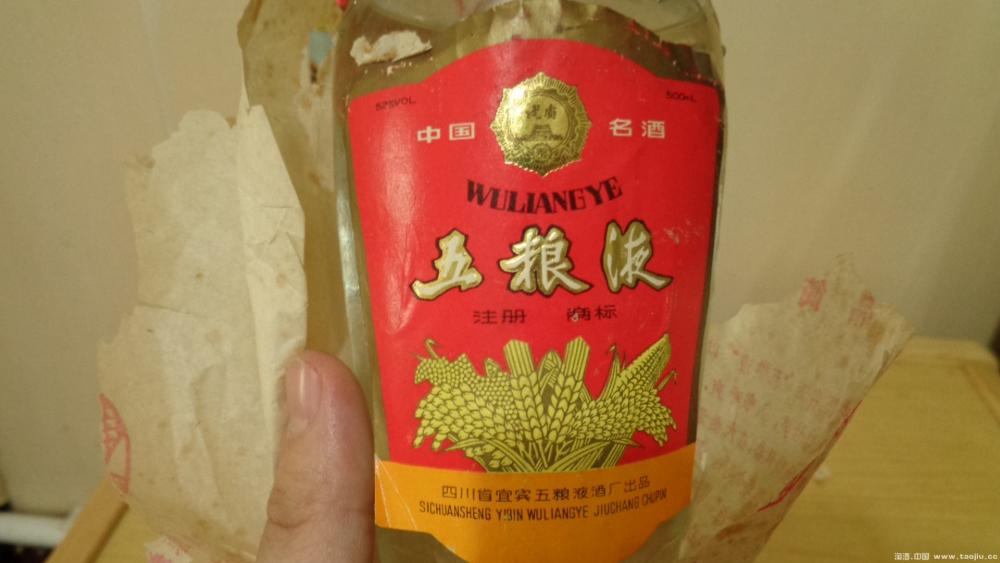 52%VOL 500mL
中国 名酒
WULIANGYE
五粮液
注册 商标
四川省宜宾五粮液酒厂出品
SICHUANSHENG YIBIN WULIANGYE JIUCHANG CHUPIN
淘酒.中国 www.taojiu.cc